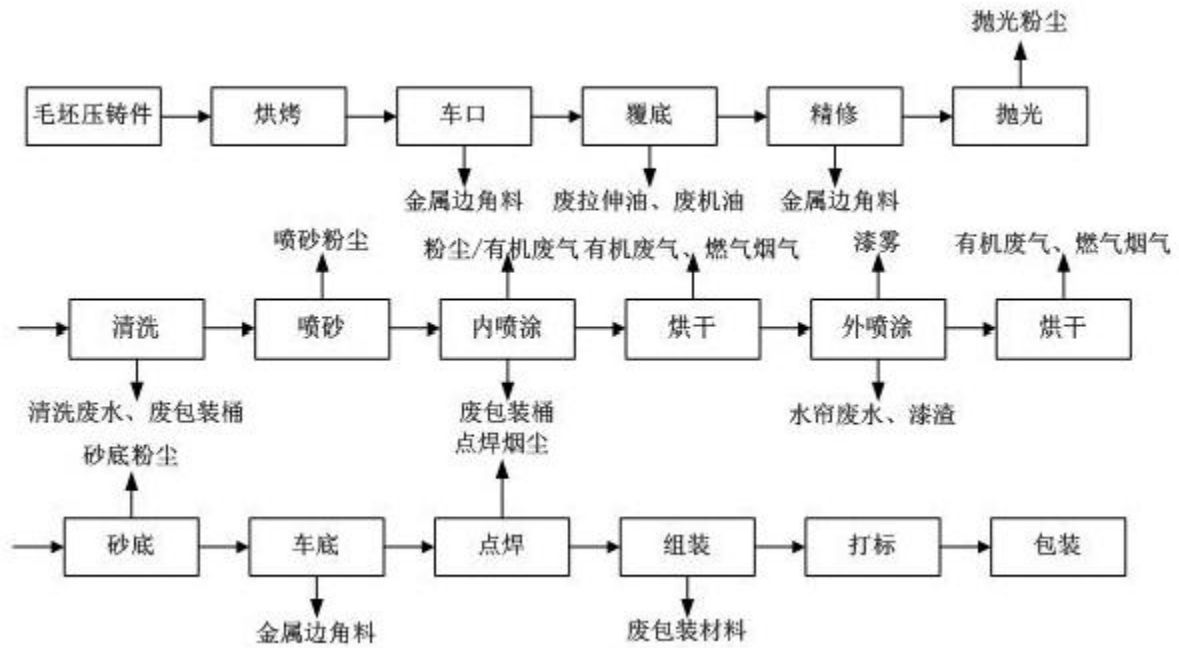 抛光粉尘
毛坯压铸件 烘烤 车口 覆底 精修 抛光
金属边角料 废拉伸油、废机油 金属边角料
喷砂粉尘 粉尘/有机废气 有机废气、燃气烟气 漆雾 有机废气、燃气烟气
清洗 喷砂 内喷涂 烘干 外喷涂 烘干
清洗废水、废包装桶 废包装桶 水帘废水、漆渣
砂底粉尘 点焊烟尘
砂底 车底 点焊 组装 打标 包装
金属边角料 废包装材料